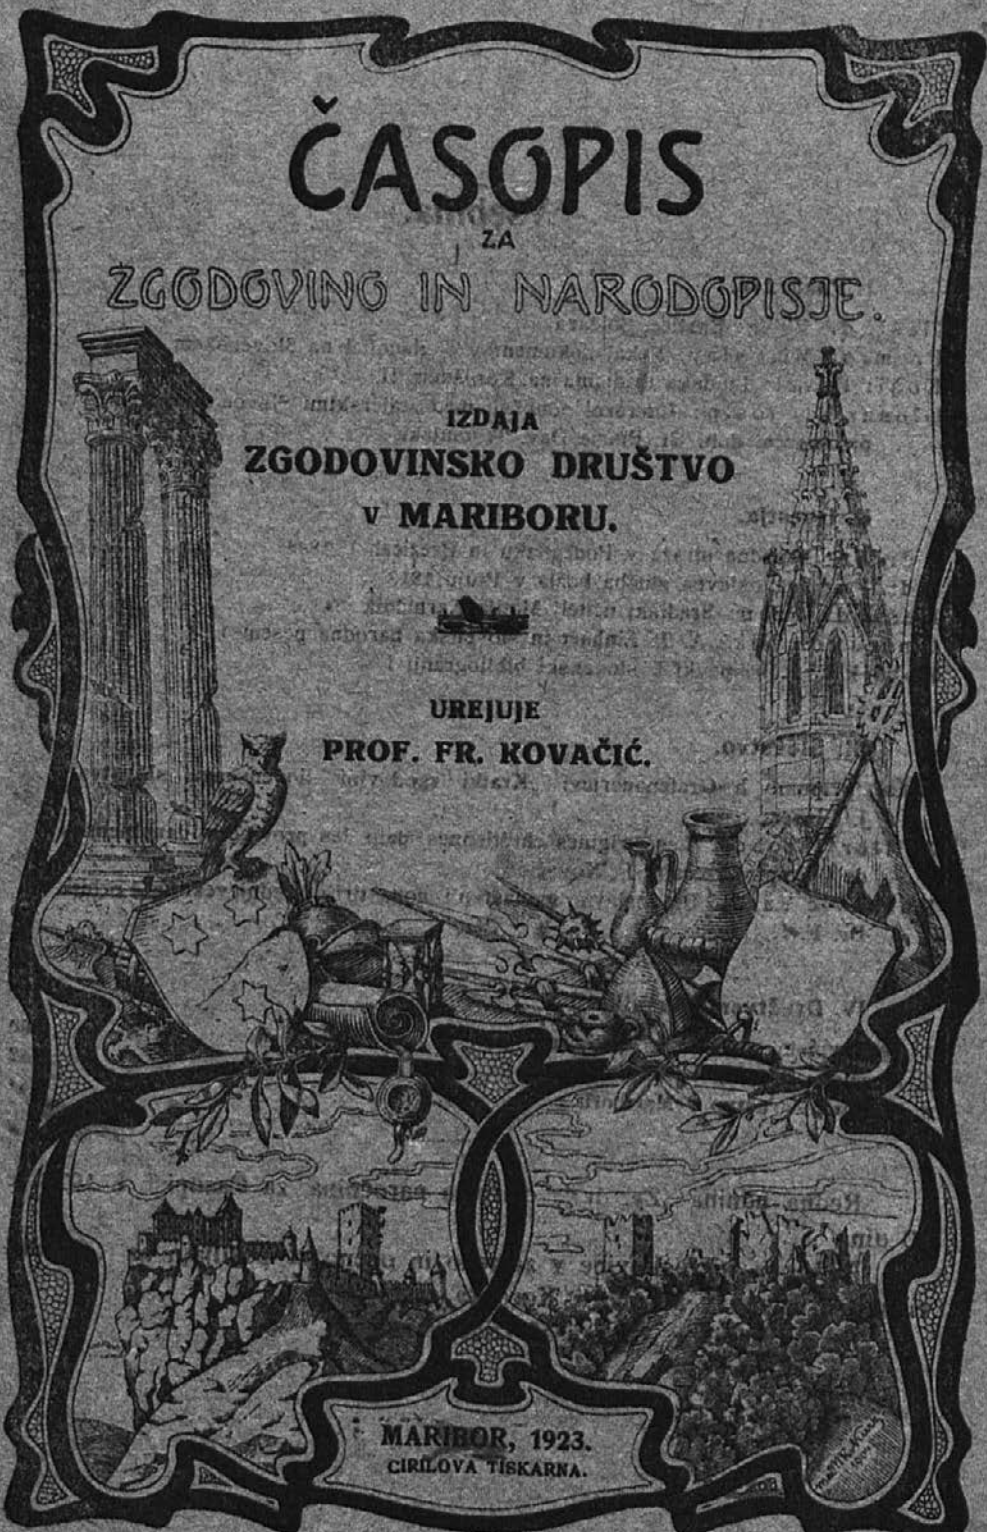 ČASOPIS
ZA
ZGODOVINO IN NARODOPISJE.
IZDAJA
ZGODOVINSKO DRUŠTVO
V MARIBORU.
UREJUJE
PROF. FR. KOVAČIĆ.
MARIBOR, 1923.
CIRILOVA TISKARNA.